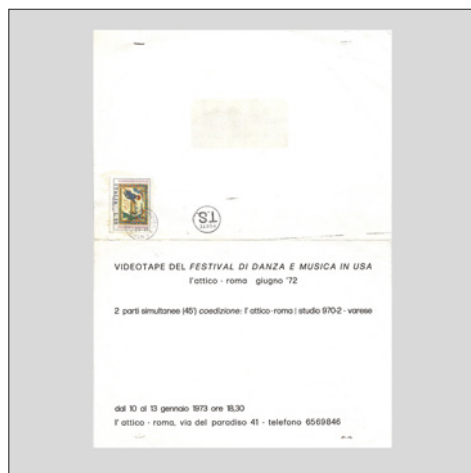 T.S.
VIDEOTAPE DEL FESTIVAL DI DANZA E MUSICA IN USA
l'attico - roma giugno '72
2 parti simultanee (45') coedizione: l'attico-roma | studio 970-2 - varese
dal 10 al 13 gennaio 1973 ore 18,30
l'attico - roma, via del paradiso 41 - telefono 6569846